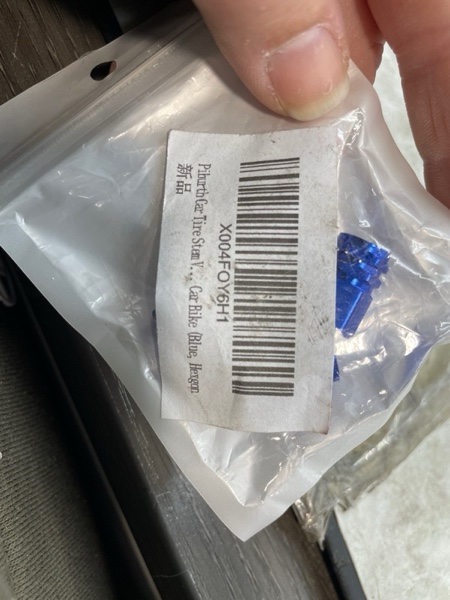 X004FOY6H1
Piburth Car Tire Stem V... Car Bike (Blue, Hexagon
新品